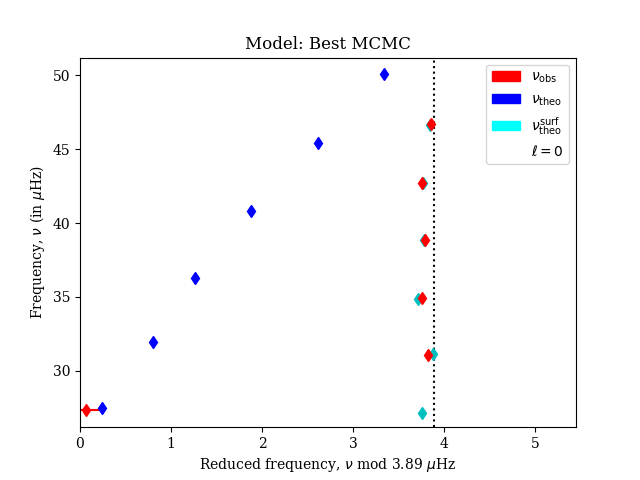 Model: Best MCMC
50
45
40
35
30
Frequency, ν (in μHz)
0 1 2 3 4 5
Reduced frequency, ν mod 3.89 μHz
ν_obs
ν_theo
ν_theo^surf
ℓ = 0